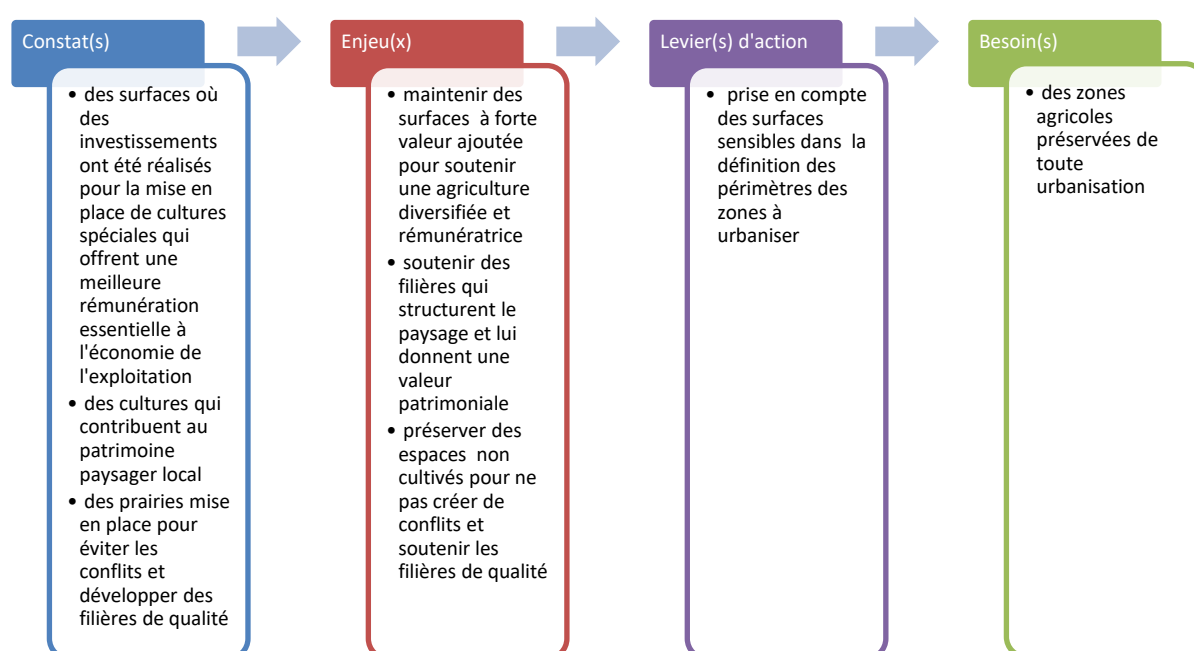 Constat(s)
• des surfaces où
des
investissements
ont été réalisés
pour la mise en
place de cultures
spéciales qui
offrent une
meilleure
rémunération
essentielle à
l'économie de
l'exploitation
• des cultures qui
contribuent au
patrimoine
paysager local
• des prairies mise
en place pour
éviter les
conflits et
développer des
filières de qualité
Enjeu(x)
• maintenir des
surfaces à forte
valeur ajoutée
pour soutenir
une agriculture
diversifiée et
rémunératrice
• soutenir des
filières qui
structurent le
paysage et lui
donnent une
valeur
patrimoniale
• préserver des
espaces non
cultivés pour ne
pas créer de
conflits et
soutenir les
filières de qualité
Levier(s) d'action
• prise en compte
des surfaces
sensibles dans la
définition des
périmètres des
zones à
urbaniser
Besoin(s)
• des zones
agricoles
préservées de
toute
urbanisation